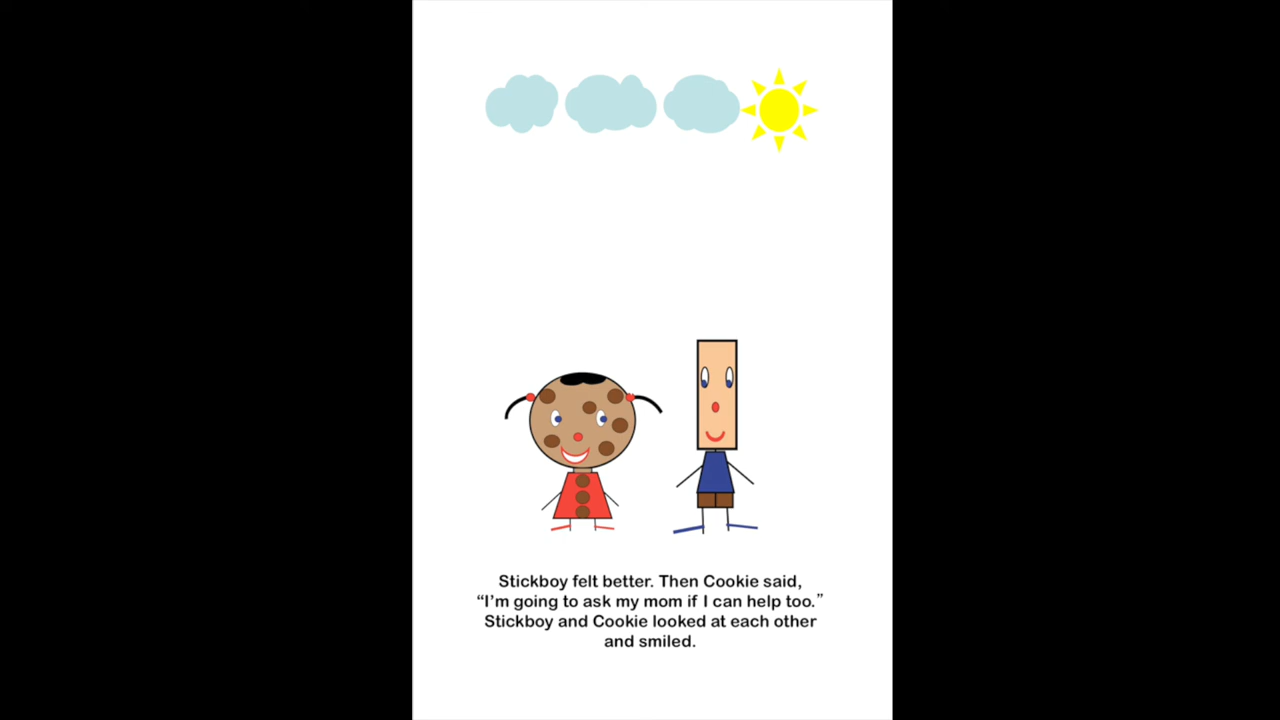 Stickboy felt better. Then Cookie said,
“I’m going to ask my mom if I can help too.”
Stickboy and Cookie looked at each other
and smiled.